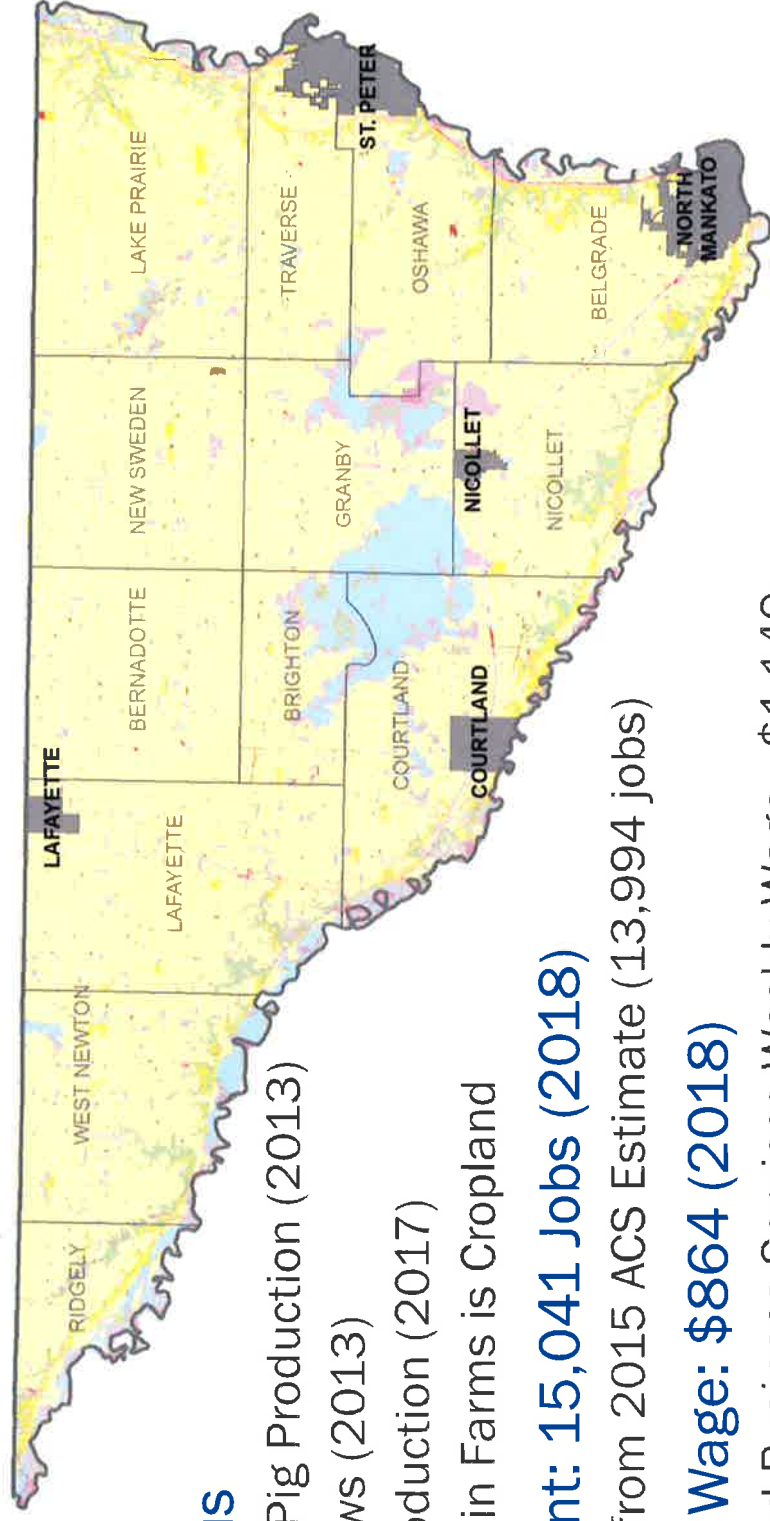 LAKE PRAIRIE
TRAVERSE
ST. PETER
OSHAWA
BELGRADE
NORTH
MANKATO
NEW SWEDEN
GRANBY
NICOLLET
NICOLLET
BERNADOTTE
BRIGHTON
COURTLAND
COURTLAND
LAFAYETTE
LAFAYETTE
WEST NEWTON
RIDGELY
Pig Production (2013)
ws (2013)
oduction (2017)
in Farms is Cropland
nt: 15,041 Jobs (2018)
from 2015 ACS Estimate (13,994 jobs)
Wage: $864 (2018)